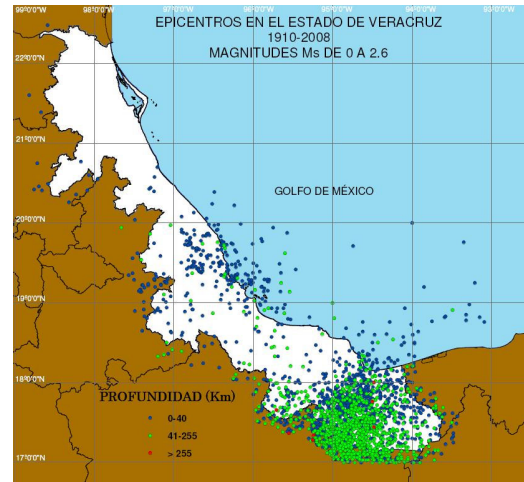 EPICENTROS EN EL ESTADO DE VERACRUZ
1910-2008
MAGNITUDES Ms DE 0 A 2.6
99°0'0"W 98°0'0"W 97°0'0"W 96°0'0"W 95°0'0"W 94°0'0"W 93°0'0"W
22°0'0"N
21°0'0"N
GOLFO DE MÉXICO
20°0'0"N
19°0'0"N
18°0'0"N
PROFUNDIDAD (Km)
0-40
41-255
> 255
17°0'0"N